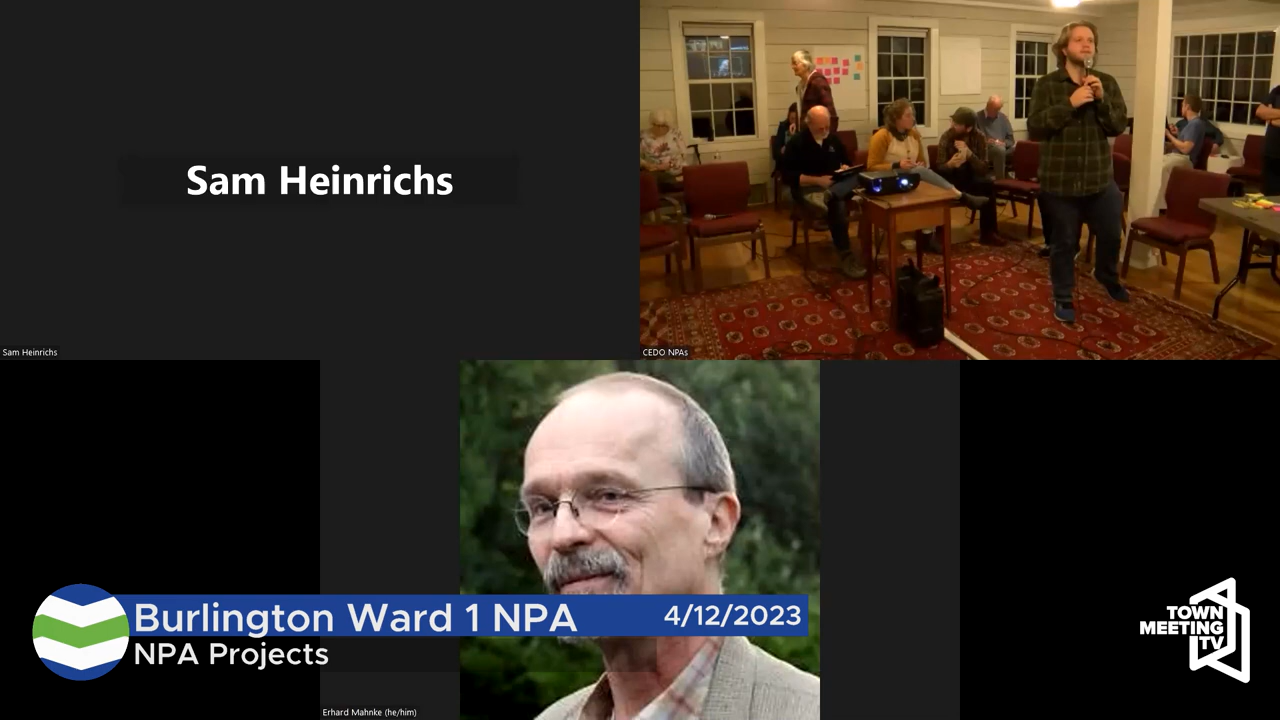 Sam Heinrichs
Sam Heinrichs
CEDO NPAs
Burlington Ward 1 NPA
4/12/2023
NPA Projects
TOWN
MEETING
TV
Erhard Mahnke (he/him)